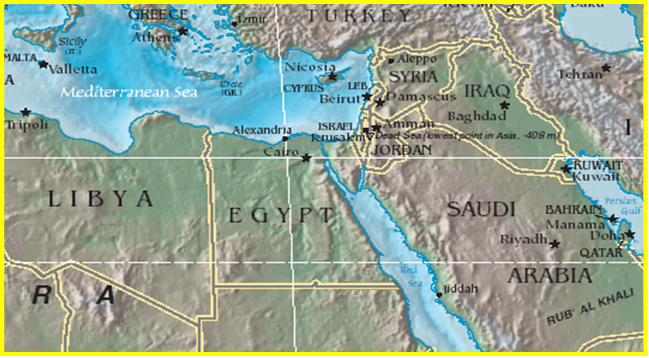 GREECE
Izmir
TURKEY
Baku
Athens
Sicily
(IT.)
MALTA
Valletta
A
Nicosia
Aleppo
SYRIA
Tehran
Crete
(GR.)
CYPRUS
LEB.
Mediterranean Sea
Beirut
Damascus
IRAQ
Baghdad
Tripoli
Alexandria
ISRAEL
Amman
Jerusalem
Dead Sea (lowest point in Asia, -408 m)
I
Cairo
JORDAN
KUWAIT
Kuwait
LIBYA
EGYPT
SAUDI
Persian
Gulf
BAHRAIN
Manama
Riyadh
Doha
QATAR
Red
Sea
ARABIA
R A
Jiddah
RUB' AL KHALI